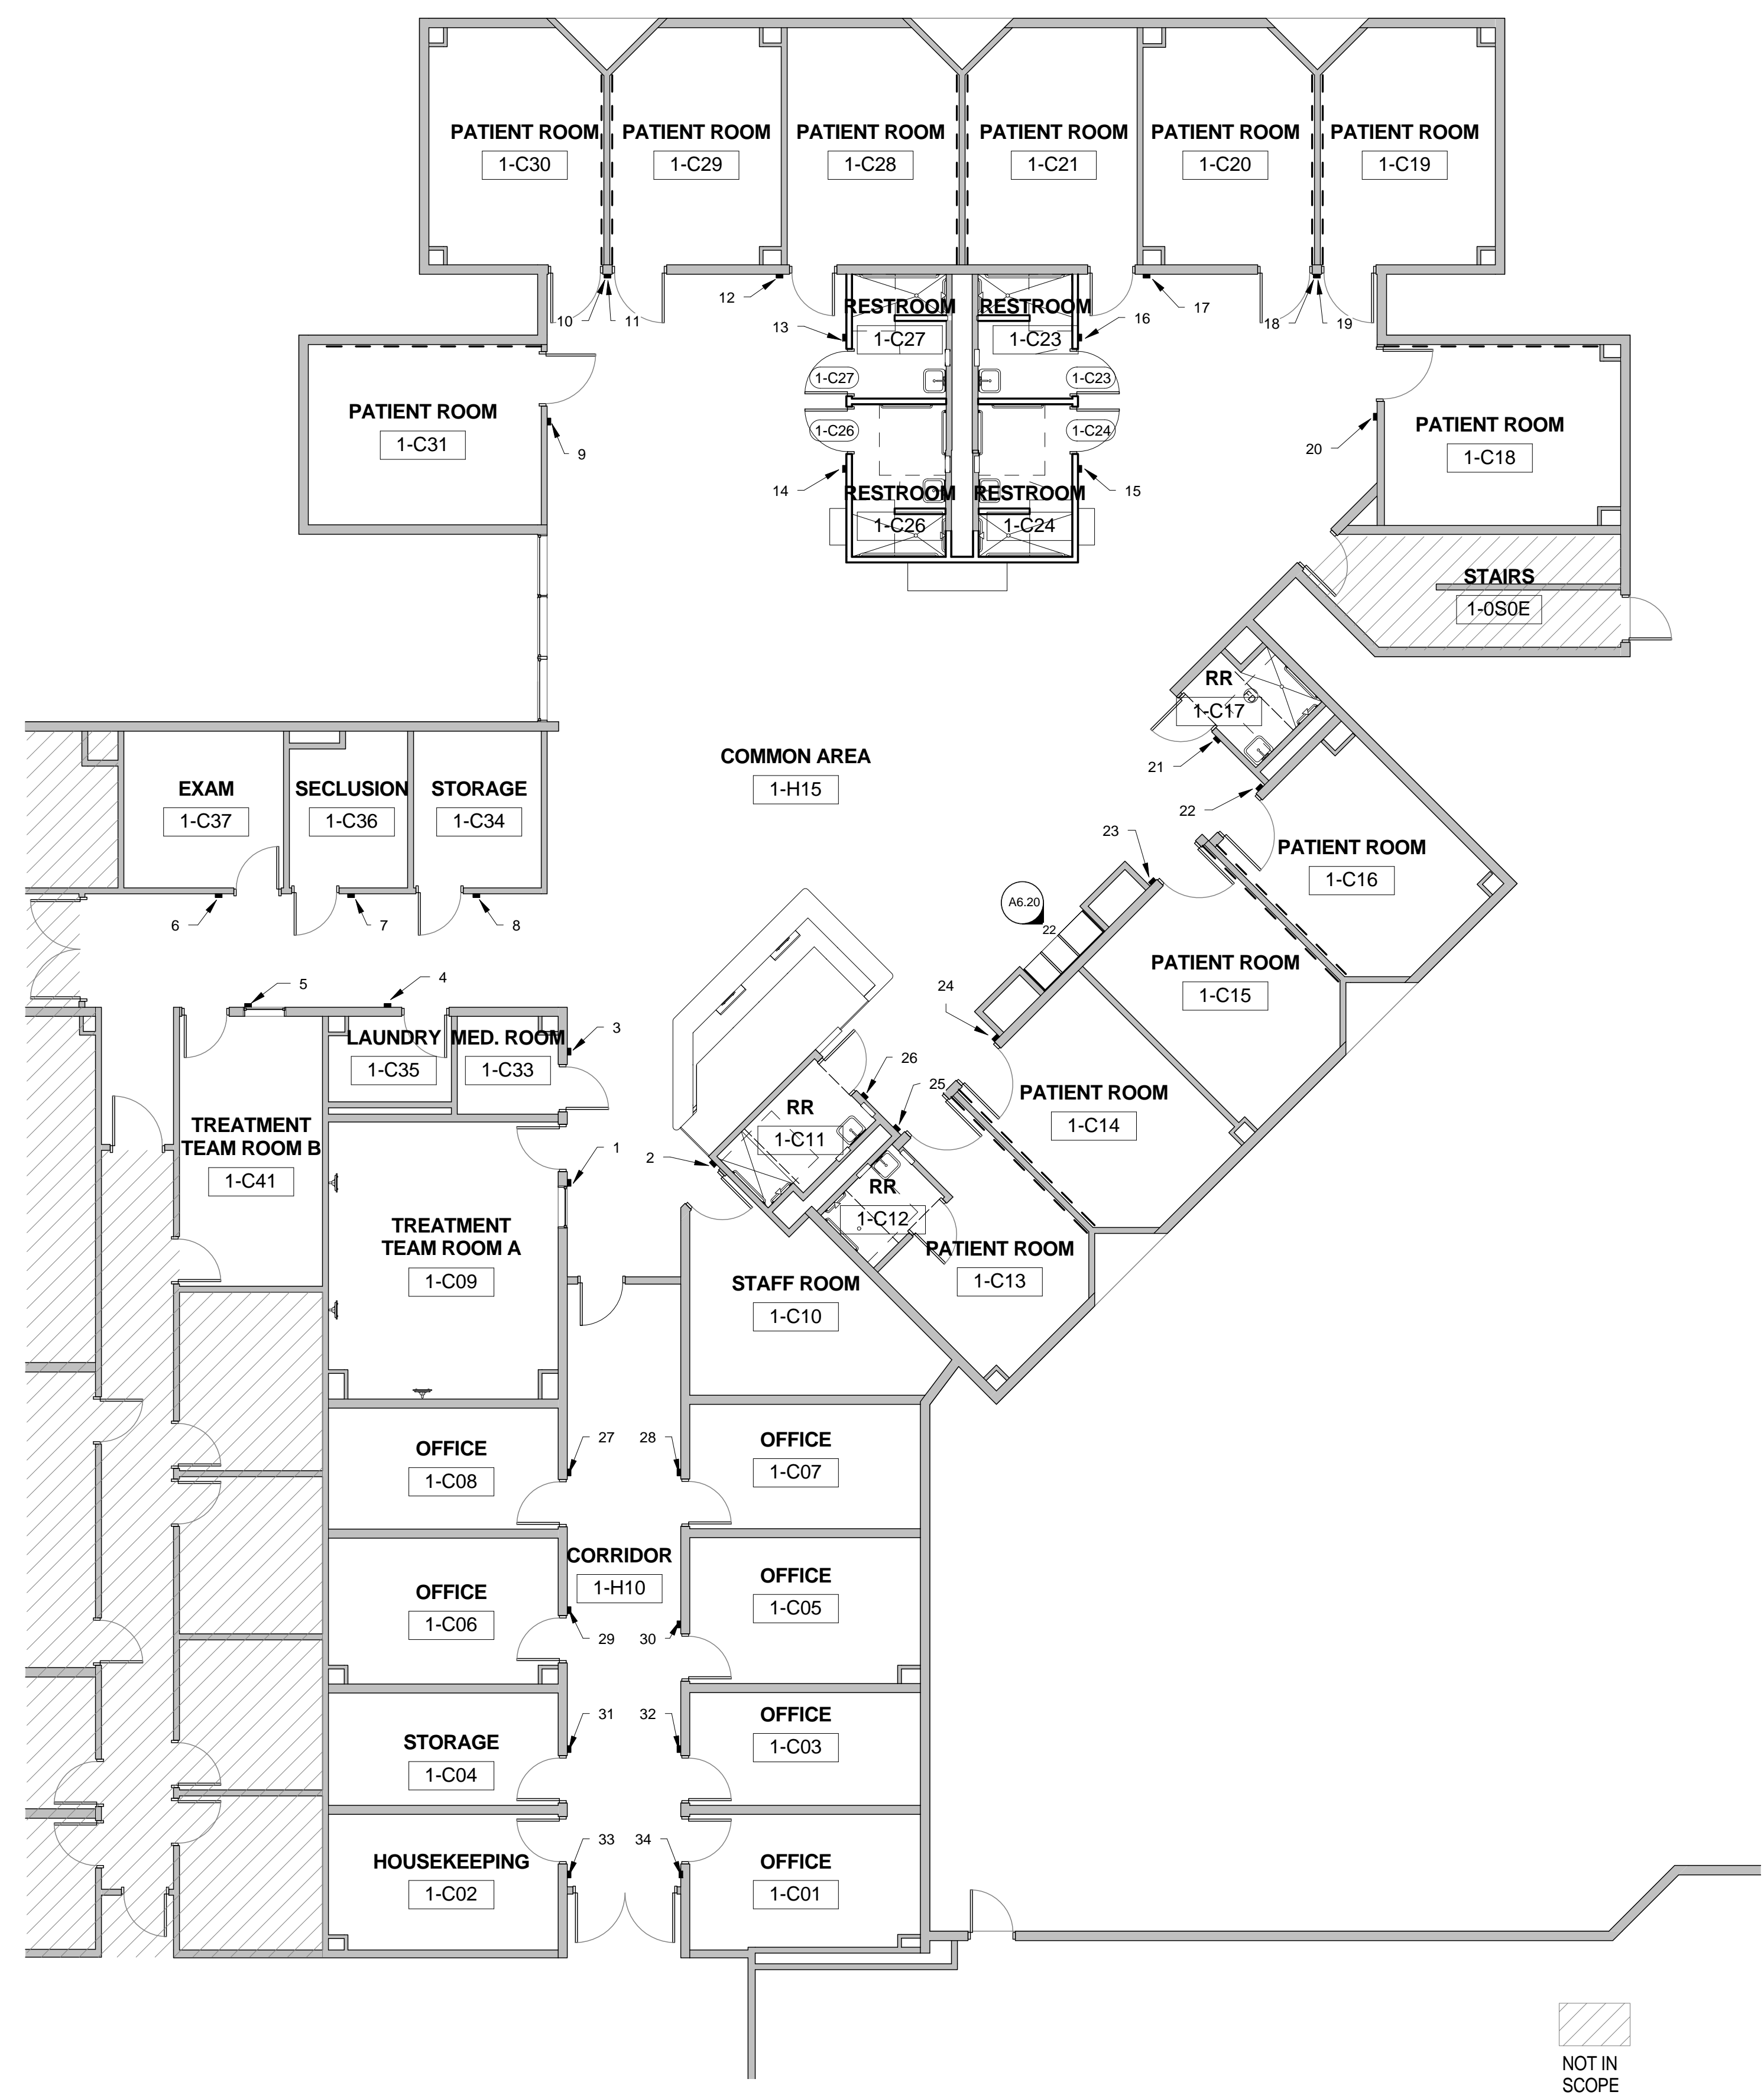 PATIENT ROOM
1-C30
PATIENT ROOM
1-C29
PATIENT ROOM
1-C28
PATIENT ROOM
1-C21
PATIENT ROOM
1-C20
PATIENT ROOM
1-C19
10
11
12
13
RESTROOM
1-C27
RESTROOM
1-C23
16
17
18
19
1-C27
1-C23
1-C26
1-C24
PATIENT ROOM
1-C31
9
14
RESTROOM
1-C26
RESTROOM
1-C24
15
20
PATIENT ROOM
1-C18
STAIRS
1-0S0E
RR
1-C17
21
22
COMMON AREA
1-H15
EXAM
1-C37
SECLUSION
1-C36
STORAGE
1-C34
6
7
8
23
PATIENT ROOM
1-C16
A6.20
22
PATIENT ROOM
1-C15
24
5
4
3
LAUNDRY
1-C35
MED. ROOM
1-C33
26
25
PATIENT ROOM
1-C14
TREATMENT
TEAM ROOM B
1-C41
RR
1-C11
1
2
RR
1-C12
TREATMENT
TEAM ROOM A
1-C09
PATIENT ROOM
1-C13
STAFF ROOM
1-C10
OFFICE
1-C08
27
28
OFFICE
1-C07
CORRIDOR
1-H10
OFFICE
1-C06
29
30
OFFICE
1-C05
STORAGE
1-C04
31
32
OFFICE
1-C03
HOUSEKEEPING
1-C02
33
34
OFFICE
1-C01
NOT IN
SCOPE